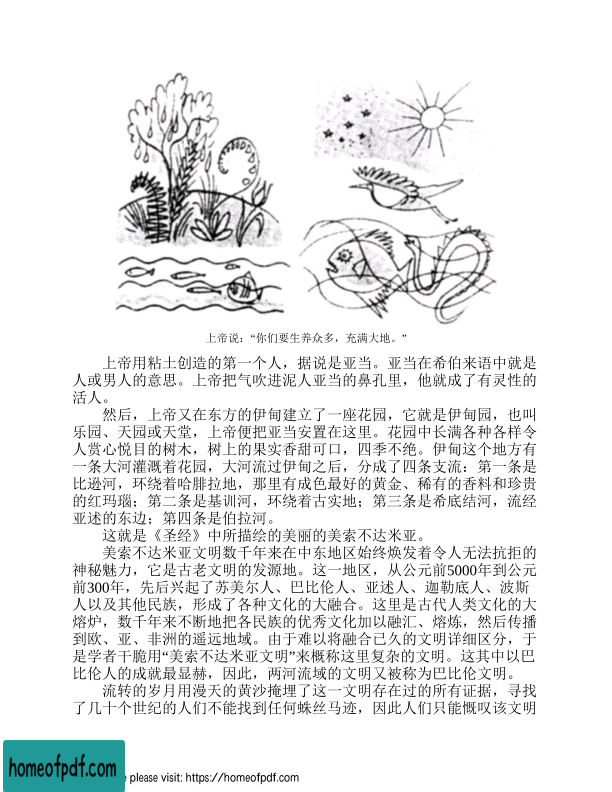 上帝说：“你们要生养众多，充满大地。”
上帝用粘土创造的第一个人，据说是亚当。亚当在希伯来语中就是
人或男人的意思。上帝把气吹进泥人亚当的鼻孔里，他就成了有灵性的
活人。
然后，上帝又在东方的伊甸建立了一座花园，它就是伊甸园，也叫
乐园、天园或天堂，上帝便把亚当安置在这里。花园中长满各种各样令
人赏心悦目的树木，树上的果实香甜可口，四季不绝。伊甸这个地方有
一条大河灌溉着花园，大河流过伊甸之后，分成了四条支流：第一条是
比逊河，环绕着哈腓拉地，那里有成色最好的黄金、稀有的香料和珍贵
的红玛瑙；第二条是基训河，环绕着古实地；第三条是希底结河，流经
亚述的东边；第四条是伯拉河。
这就是《圣经》中所描绘的美丽的美索不达米亚。
美索不达米亚文明数千年来在中东地区始终焕发着令人无法抗拒的
神秘魅力，它是古老文明的发源地。这一地区，从公元前5000年到公元
前300年，先后兴起了苏美尔人、巴比伦人、亚述人、迦勒底人、波斯
人以及其他民族，形成了各种文化的大融合。这里是古代人类文化的大
熔炉，数千年来不断地把各民族的优秀文化加以融汇、熔炼，然后传播
到欧、亚、非洲的遥远地域。由于难以将融合已久的文明详细区分，于
是学者干脆用“美索不达米亚文明”来概称这里复杂的文明。这其中以巴
比伦人的成就最显赫，因此，两河流域的文明又被称为巴比伦文明。
流转的岁月用漫天的黄沙掩埋了这一文明存在过的所有证据，寻找
了几十个世纪的人们不能找到任何蛛丝马迹，因此人们只能慨叹该文明
homeofpdf.com
e please visit: https://homeofpdf.com